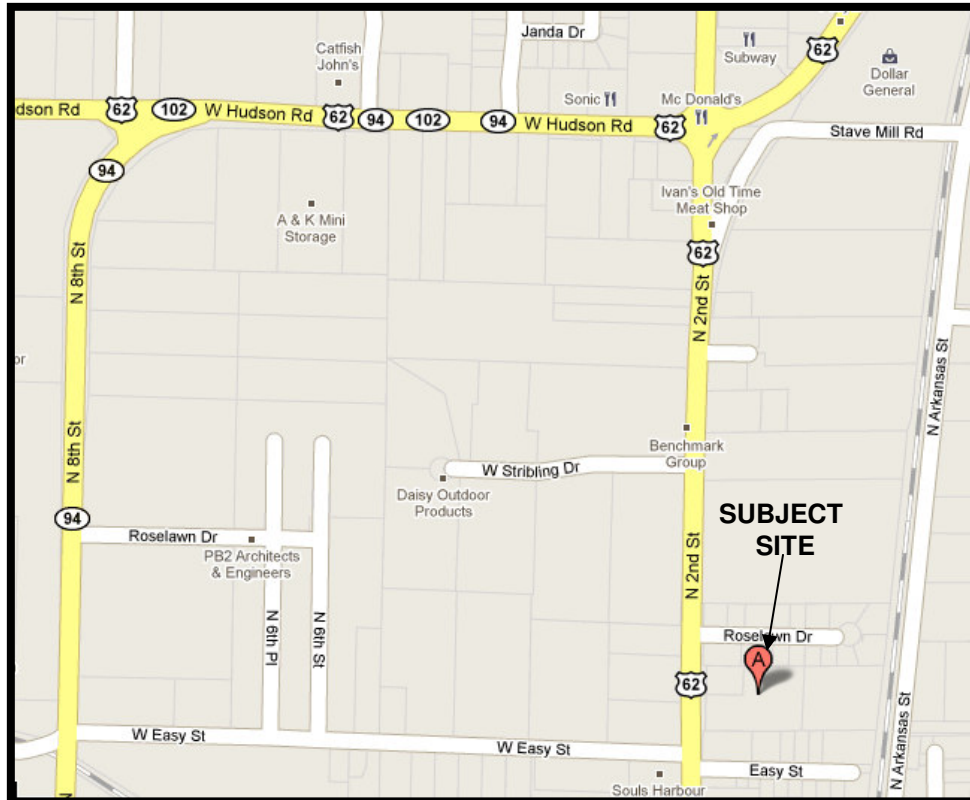 Janda Dr
62
Catfish
John's
Subway
Dollar
General
Sonic
Mc Donald's
dson Rd
62
102
W Hudson Rd
62
94
102
94
W Hudson Rd
62
Stave Mill Rd
94
Ivan's Old Time
Meat Shop
A & K Mini
Storage
62
N 8th St
N 2nd St
or
N Arkansas St
Benchmark
Group
N 8th St
W Stribling Dr
Daisy Outdoor
Products
94
SUBJECT
SITE
Roselawn Dr
PB2 Architects
& Engineers
N 2nd St
N 6th Pl
N 6th St
Roselawn Dr
A
62
N Arkansas St
W Easy St
W Easy St
Easy St
Souls Harbour
N